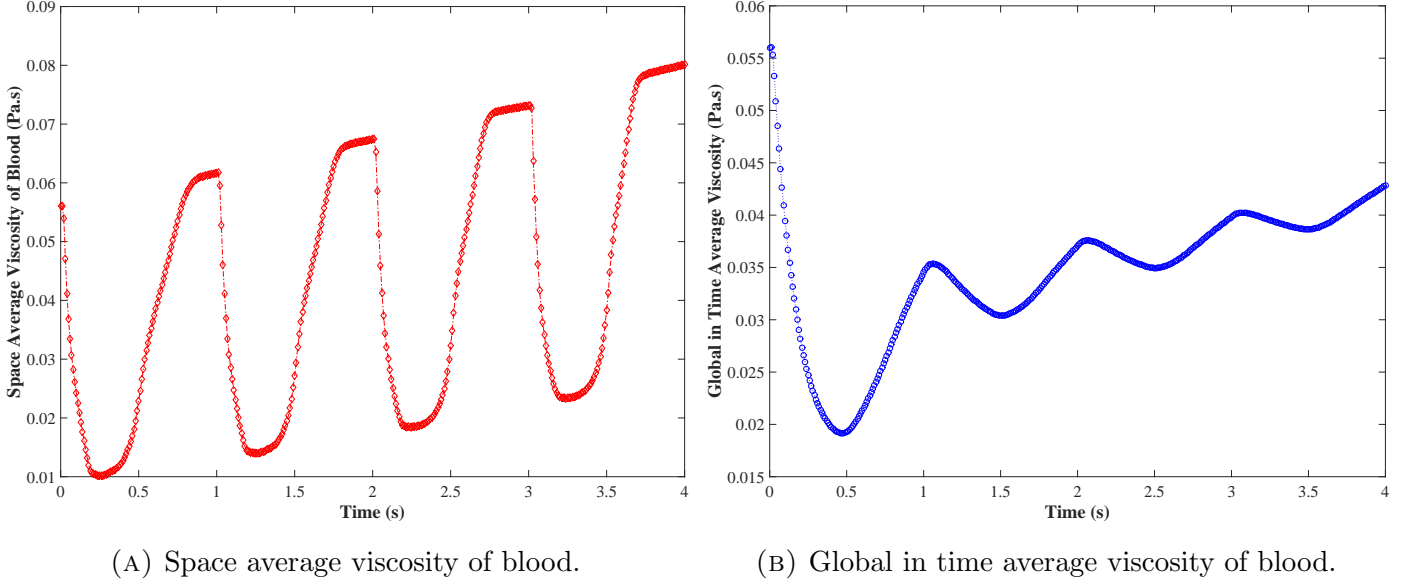 0.09
0.08
0.07
0.06
0.05
0.04
0.03
0.02
0.01
Space Average Viscosity of Blood (Pa.s)
0 0.5 1 1.5 2 2.5 3 3.5 4
Time (s)
(A) Space average viscosity of blood.
0.06
0.055
0.05
0.045
0.04
0.035
0.03
0.025
0.02
0.015
Global in Time Average Viscosity (Pa.s)
0 0.5 1 1.5 2 2.5 3 3.5 4
Time (s)
(B) Global in time average viscosity of blood.